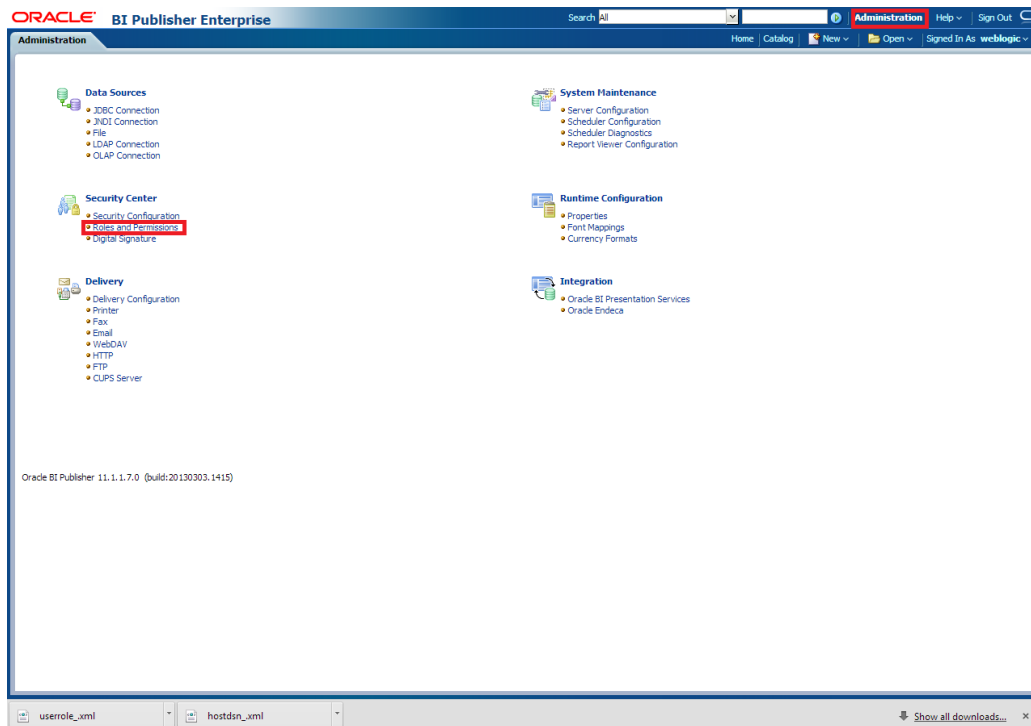 ORACLE BI Publisher Enterprise
Search All Administration Help Sign Out
Administration
Home Catalog New Open Signed In As weblogic
Data Sources
JDBC Connection
JNDI Connection
File
LDAP Connection
OLAP Connection
System Maintenance
Server Configuration
Scheduler Configuration
Scheduler Diagnostics
Report Viewer Configuration
Security Center
Security Configuration
Roles and Permissions
Digital Signature
Runtime Configuration
Properties
Font Mappings
Currency Formats
Delivery
Delivery Configuration
Printer
Fax
Email
WebDAV
HTTP
FTP
CUPS Server
Integration
Oracle BI Presentation Services
Oracle Endeca
Oracle BI Publisher 11.1.1.7.0 (build:20130303.1415)
userrole_.xml hostdsn_.xml Show all downloads...